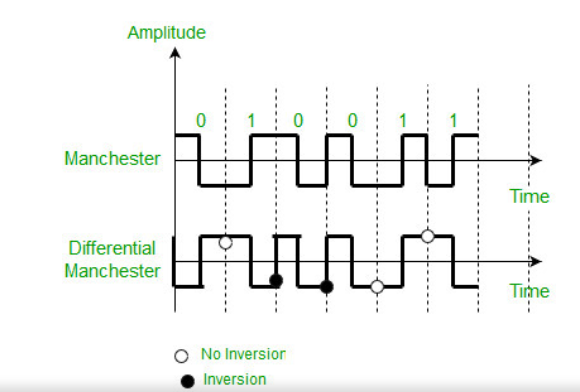 Amplitude
0 1 0 0 1 1
Manchester
Time
Differential
Manchester
Time
No Inversion
Inversion